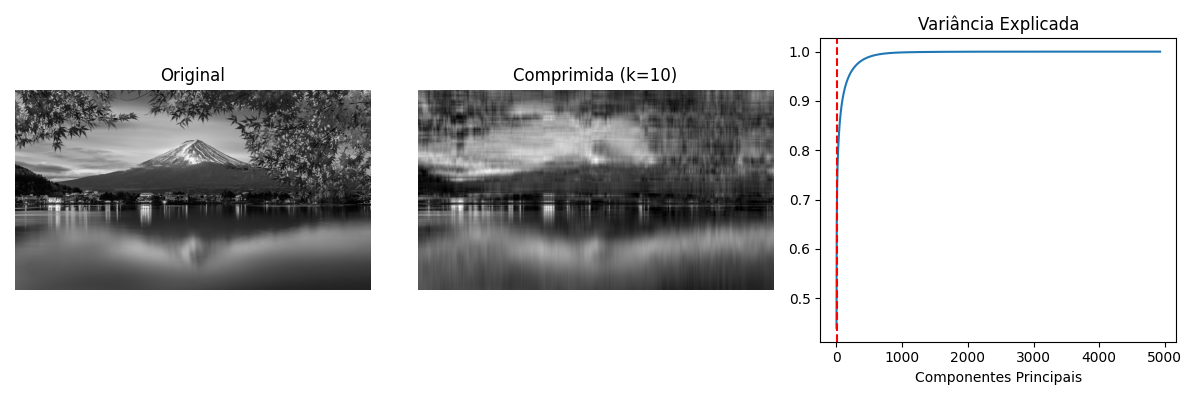 Original
Comprimida (k=10)
Variância Explicada
1.0
0.9
0.8
0.7
0.6
0.5
0 1000 2000 3000 4000 5000
Componentes Principais